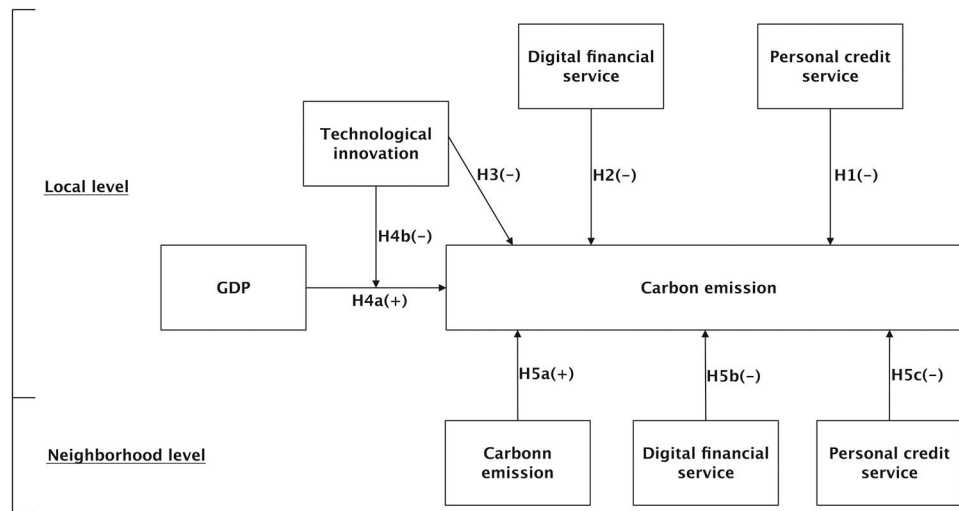 Digital financial
service
Personal credit
service
Technological
innovation
H3(-)
H2(-)
H1(-)
Local level
H4b(-)
GDP
H4a(+)
Carbon emission
H5a(+)
H5b(-)
H5c(-)
Neighborhood level
Carbonn
emission
Digital financial
service
Personal credit
service